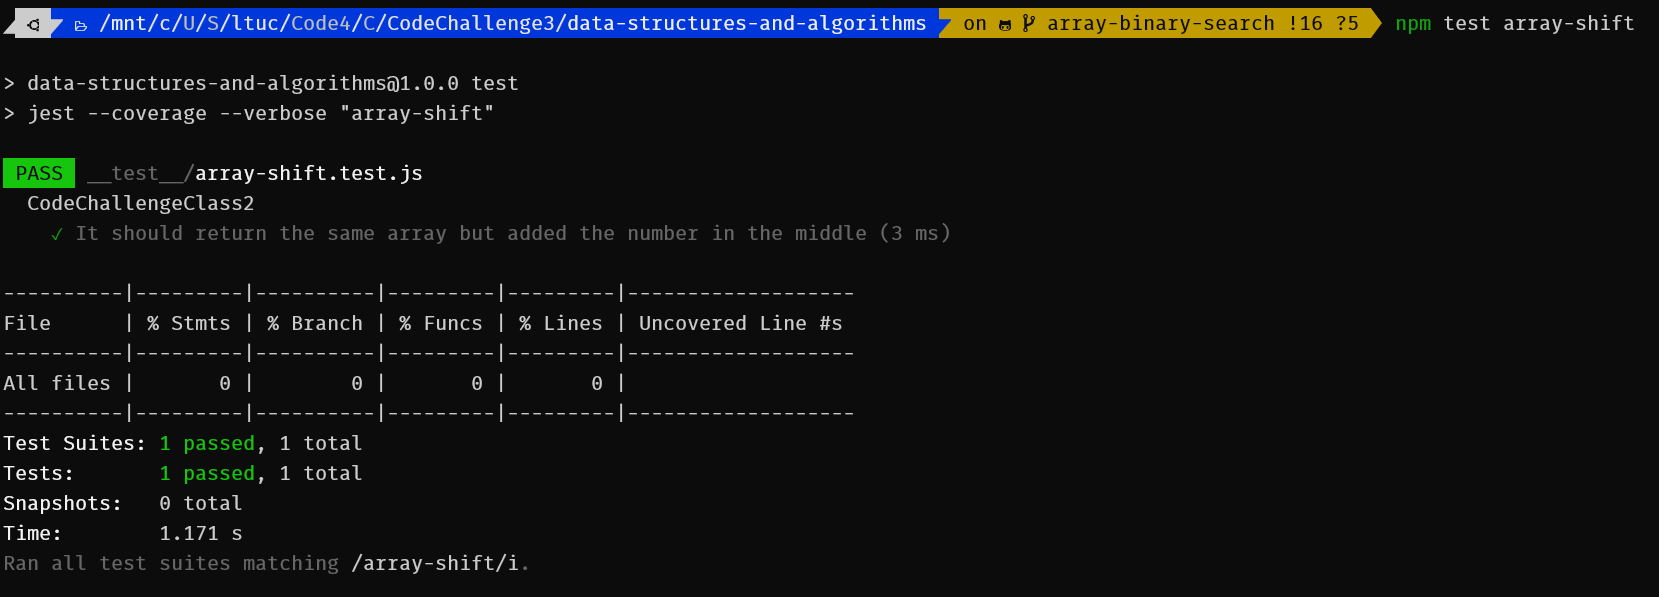 /mnt/c/U/S/ltuc/Code4/C/CodeChallenge3/data-structures-and-algorithms on array-binary-search !16 ?5 npm test array-shift
> data-structures-and-algorithms@1.0.0 test
> jest --coverage --verbose "array-shift"
PASS __test__/array-shift.test.js
CodeChallengeClass2
✓ It should return the same array but added the number in the middle (3 ms)
----------|---------|----------|---------|---------|-------------------
File      | % Stmts | % Branch | % Funcs | % Lines | Uncovered Line #s
----------|---------|----------|---------|---------|-------------------
All files |       0 |        0 |       0 |       0 |
----------|---------|----------|---------|---------|-------------------
Test Suites: 1 passed, 1 total
Tests:       1 passed, 1 total
Snapshots:   0 total
Time:        1.171 s
Ran all test suites matching /array-shift/i.